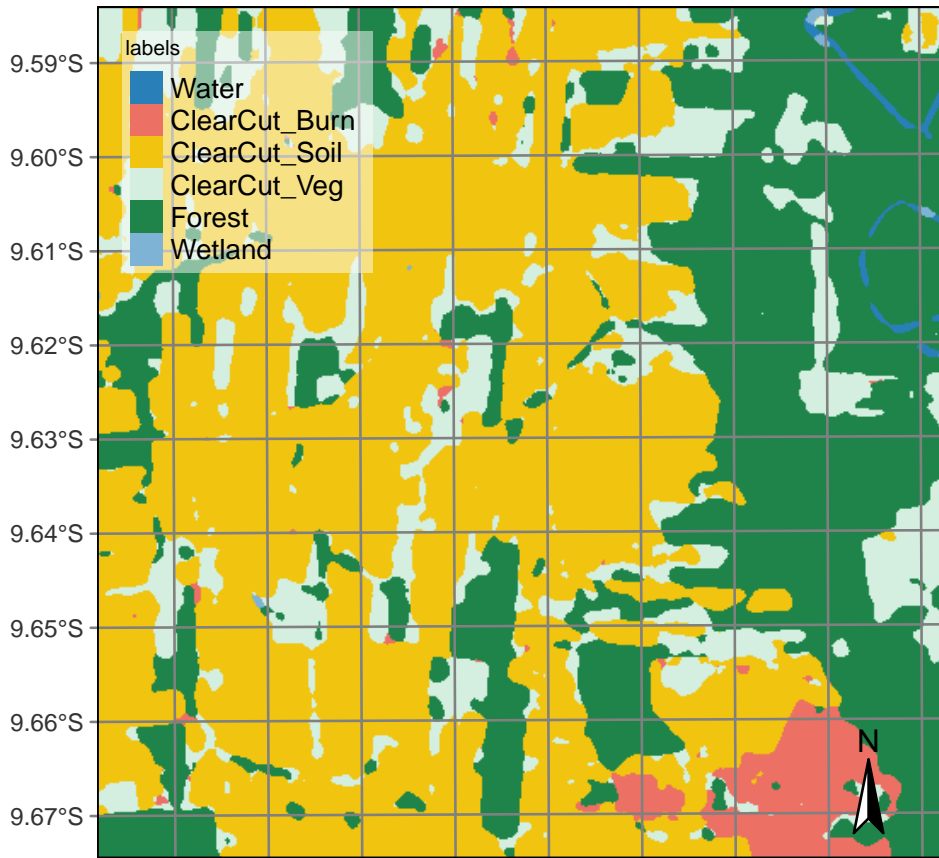 labels
Water
ClearCut_Burn
ClearCut_Soil
ClearCut_Veg
Forest
Wetland
9.59°S
9.60°S
9.61°S
9.62°S
9.63°S
9.64°S
9.65°S
9.66°S
9.67°S
N